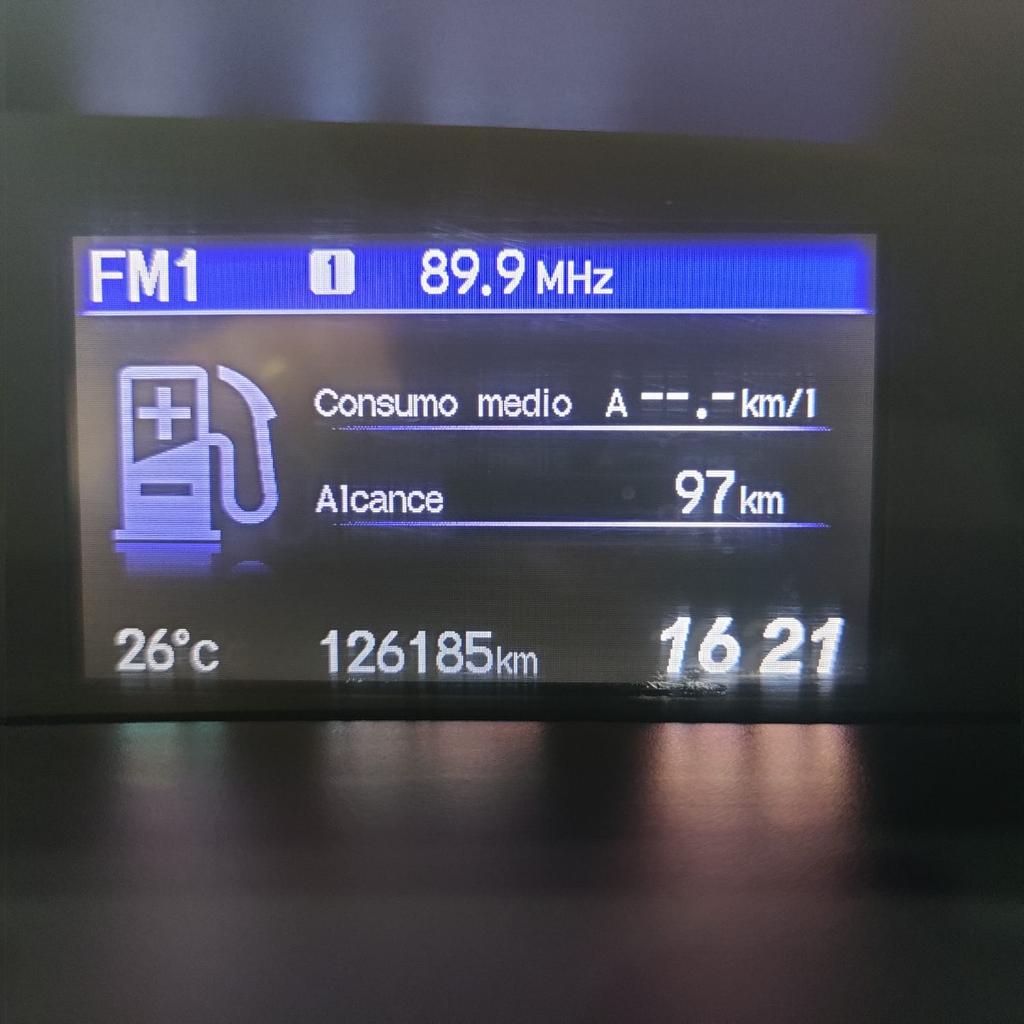 FM1 1 89.9 MHz
Consumo medio A --.- km/l
Alcance 97 km
26°C 126185 km 16 21